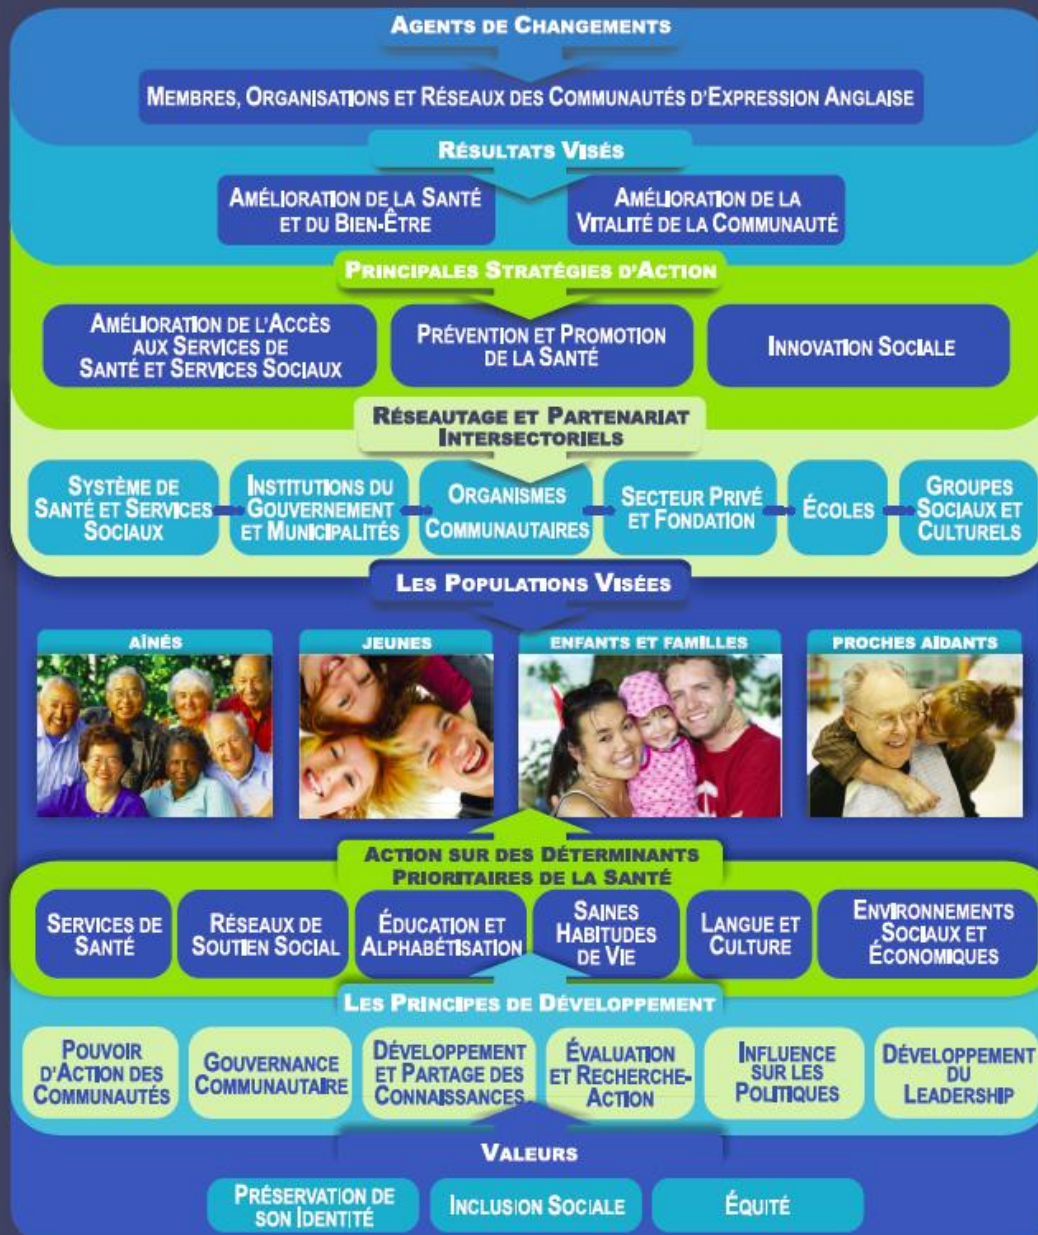 AGENTS DE CHANGEMENTS
MEMBRES, ORGANISATIONS ET RÉSEAUX DES COMMUNAUTÉS D'EXPRESSION ANGLAISE
RÉSULTATS VISÉS
AMÉLIORATION DE LA SANTÉ
ET DU BIEN-ÊTRE
AMÉLIORATION DE LA
VITALITÉ DE LA COMMUNAUTÉ
PRINCIPALES STRATÉGIES D'ACTION
AMÉLIORATION DE L'ACCÈS
AUX SERVICES DE
SANTÉ ET SERVICES SOCIAUX
PRÉVENTION ET PROMOTION
DE LA SANTÉ
INNOVATION SOCIALE
RÉSEAUTAGE ET PARTENARIAT
INTERSECTORIELS
SYSTÈME DE
SANTÉ ET SERVICES
SOCIAUX
INSTITUTIONS DU
GOUVERNEMENT
ET MUNICIPALITÉS
ORGANISMES
COMMUNAUTAIRES
SECTEUR PRIVÉ
ET FONDATION
ÉCOLES
GROUPES
SOCIAUX ET
CULTURELS
LES POPULATIONS VISÉES
AÎNÉS
JEUNES
ENFANTS ET FAMILLES
PROCHES AIDANTS
ACTION SUR DES DÉTERMINANTS
PRIORITAIRES DE LA SANTÉ
SERVICES DE
SANTÉ
RÉSEAUX DE
SOUTIEN SOCIAL
ÉDUCATION ET
ALPHABÉTISATION
SAINES
HABITUDES
DE VIE
LANGUE ET
CULTURE
ENVIRONNEMENTS
SOCIAUX ET
ÉCONOMIQUES
LES PRINCIPES DE DÉVELOPPEMENT
POUVOIR
D'ACTION DES
COMMUNAUTÉS
GOUVERNANCE
COMMUNAUTAIRE
DÉVELOPPEMENT
ET PARTAGE DES
CONNAISSANCES
ÉVALUATION
ET RECHERCHE-
ACTION
INFLUENCE
SUR LES
POLITIQUES
DÉVELOPPEMENT
DU
LEADERSHIP
VALEURS
PRÉSERVATION DE
SON IDENTITÉ
INCLUSION SOCIALE
ÉQUITÉ